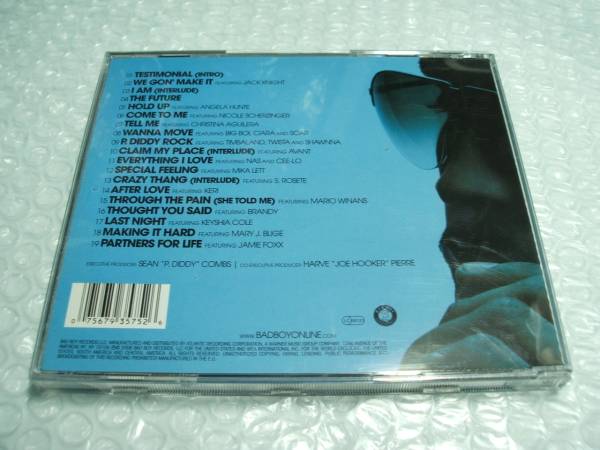 01 TESTIMONIAL (INTRO)
02 WE GON' MAKE IT FEATURING JACK KNIGHT
03 I AM (INTERLUDE)
04 THE FUTURE
05 HOLD UP FEATURING ANGELA HUNTE
06 COME TO ME FEATURING NICOLE SCHERZINGER
07 TELL ME FEATURING CHRISTINA AGUILERA
08 WANNA MOVE FEATURING BIG BOI, CIARA AND SCAR
09 P. DIDDY ROCK FEATURING TIMBALAND, TWISTA AND SHAWNNA
10 CLAIM MY PLACE (INTERLUDE) FEATURING AVANT
11 EVERYTHING I LOVE FEATURING NAS AND CEE-LO
12 SPECIAL FEELING FEATURING MIKA LETT
13 CRAZY THANG (INTERLUDE) FEATURING S. ROSETE
14 AFTER LOVE FEATURING KERI
15 THROUGH THE PAIN (SHE TOLD ME) FEATURING MARIO WINANS
16 THOUGHT YOU SAID FEATURING BRANDY
17 LAST NIGHT FEATURING KEYSHIA COLE
18 MAKING IT HARD FEATURING MARY J. BLIGE
19 PARTNERS FOR LIFE FEATURING JAMIE FOXX
EXECUTIVE PRODUCER: SEAN "P. DIDDY" COMBS | CO-EXECUTIVE PRODUCER: HARVE "JOE HOOKER" PIERRE
0 75679 35732 6
WWW.BADBOYONLINE.COM